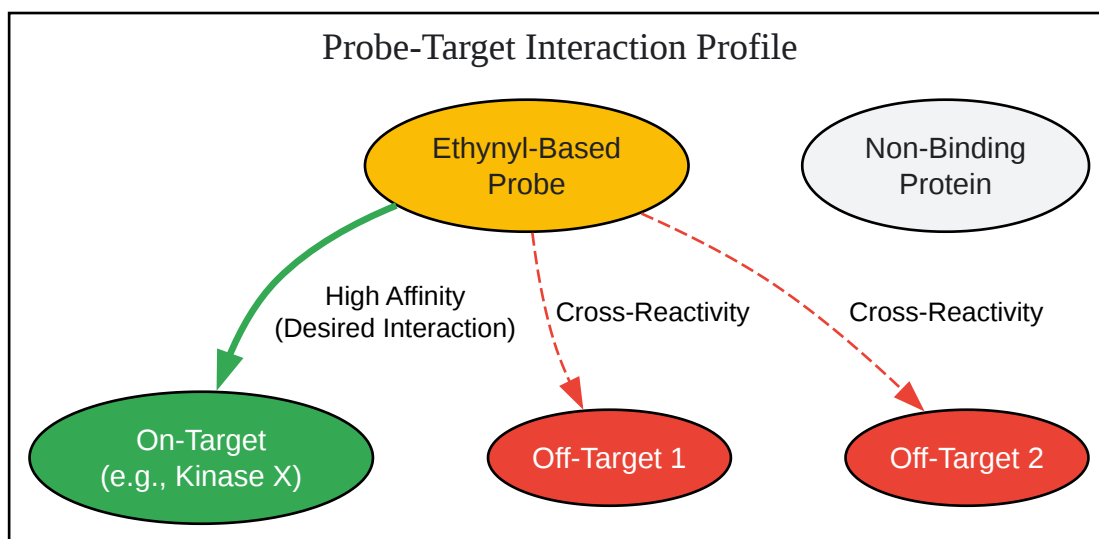 Probe-Target Interaction Profile
Ethynyl-Based
Probe
Non-Binding
Protein
High Affinity
(Desired Interaction)
Cross-Reactivity
Cross-Reactivity
On-Target
(e.g., Kinase X)
Off-Target 1
Off-Target 2